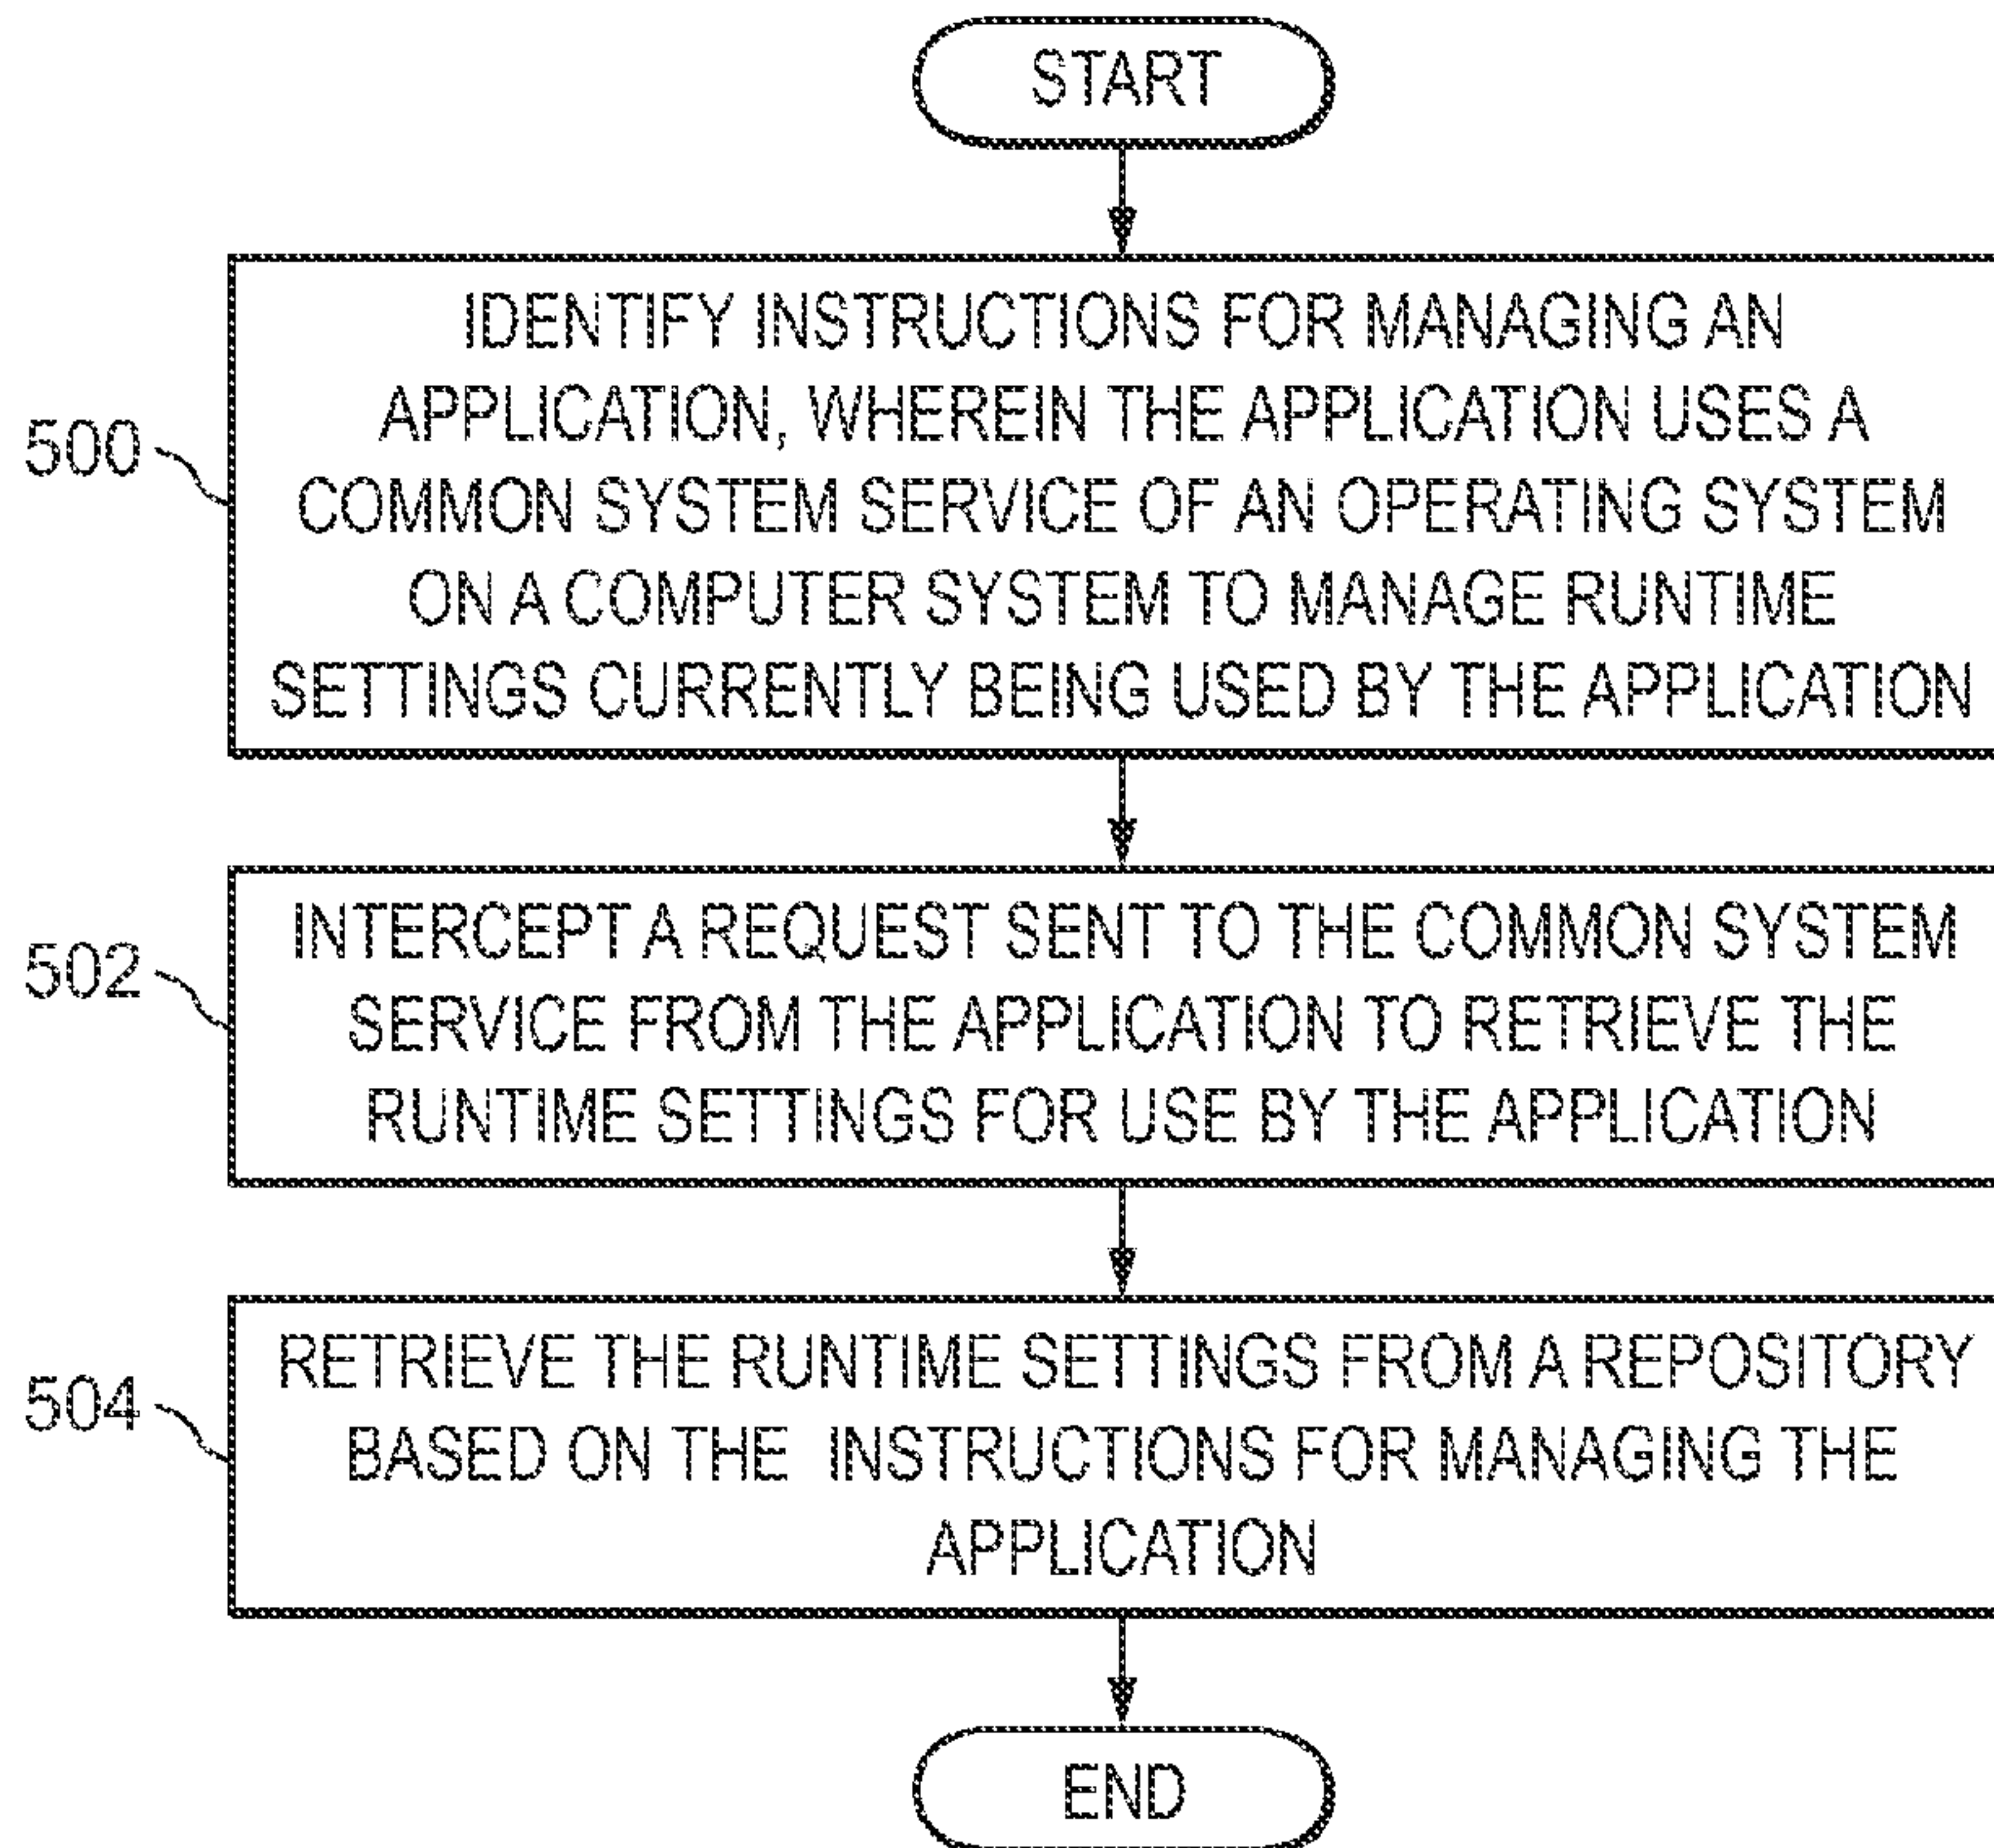 START
IDENTIFY INSTRUCTIONS FOR MANAGING AN
APPLICATION, WHEREIN THE APPLICATION USES A
COMMON SYSTEM SERVICE OF AN OPERATING SYSTEM
ON A COMPUTER SYSTEM TO MANAGE RUNTIME
SETTINGS CURRENTLY BEING USED BY THE APPLICATION
500
INTERCEPT A REQUEST SENT TO THE COMMON SYSTEM
SERVICE FROM THE APPLICATION TO RETRIEVE THE
RUNTIME SETTINGS FOR USE BY THE APPLICATION
502
RETRIEVE THE RUNTIME SETTINGS FROM A REPOSITORY
BASED ON THE INSTRUCTIONS FOR MANAGING THE
APPLICATION
504
END